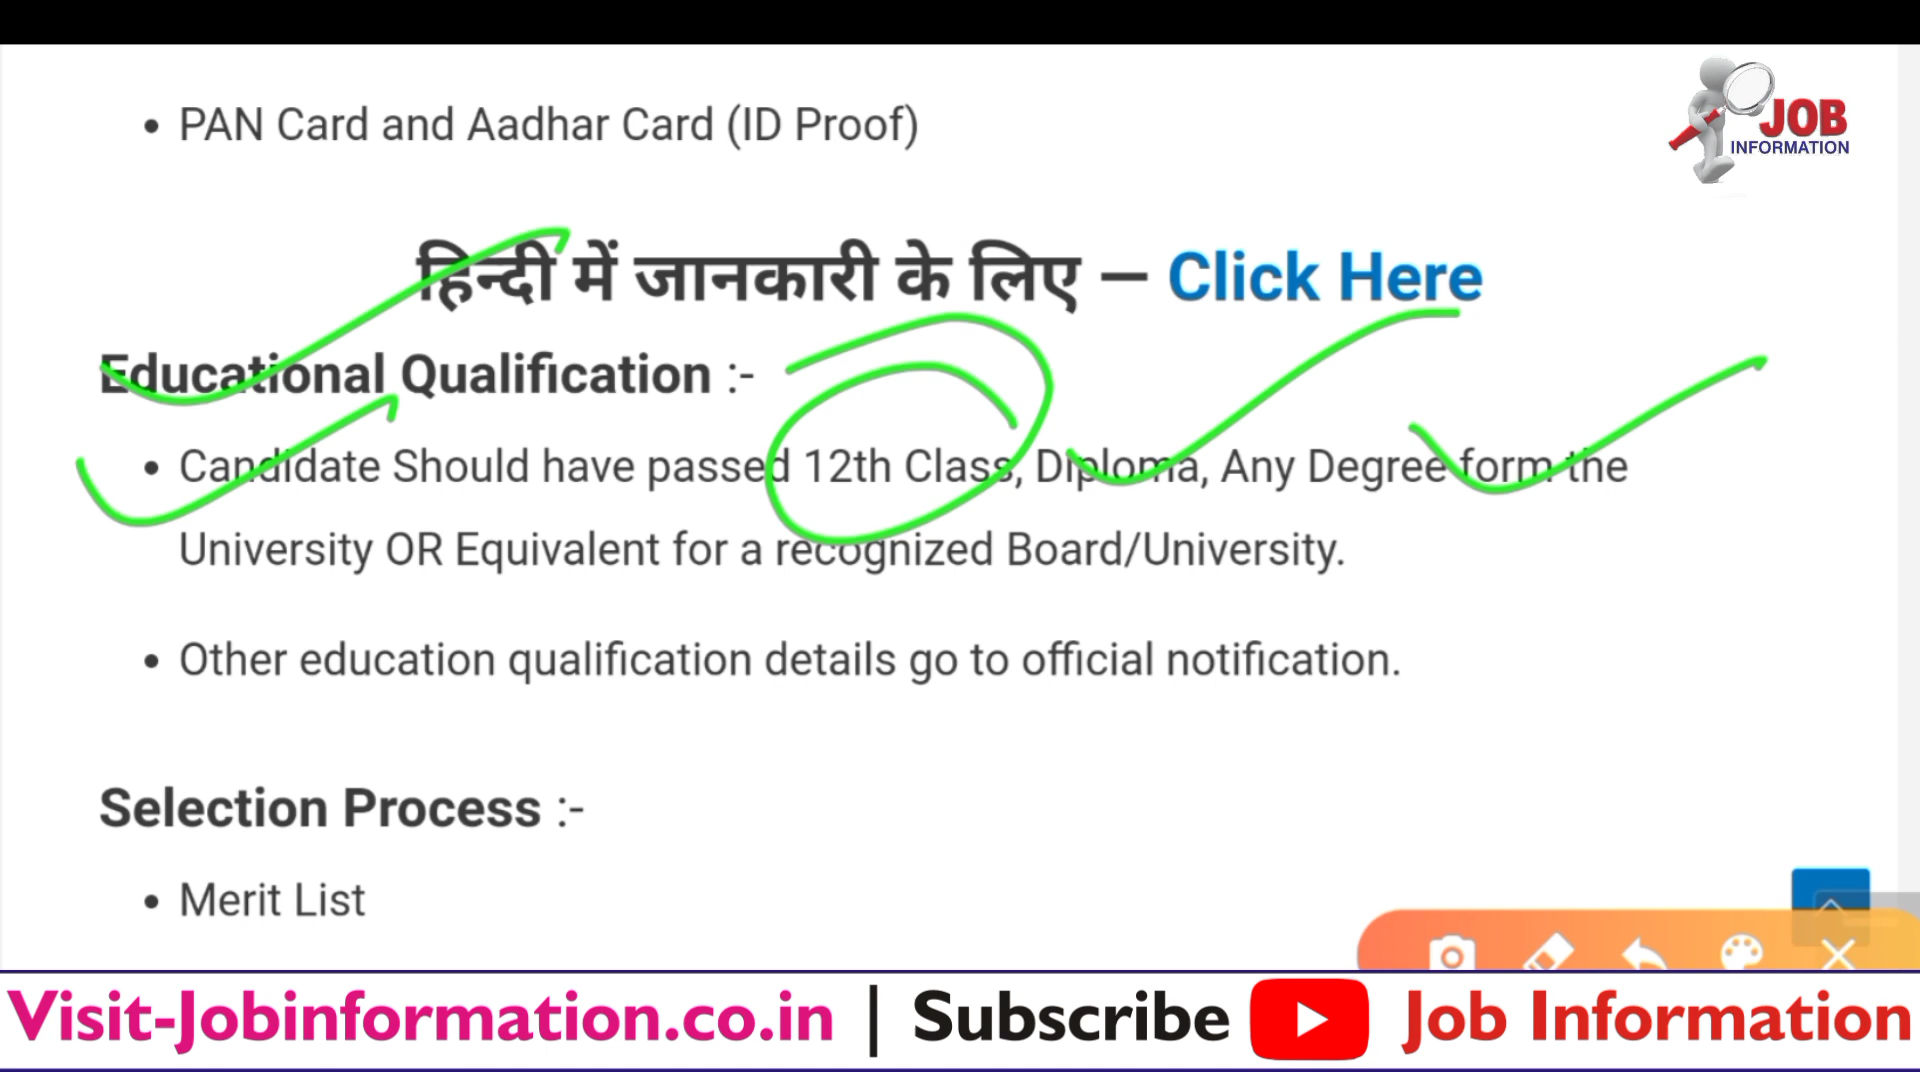 • PAN Card and Aadhar Card (ID Proof)
JOB
INFORMATION
हिन्दी में जानकारी के लिए – Click Here
Educational Qualification :-
• Candidate Should have passed 12th Class, Diploma, Any Degree form the
University OR Equivalent for a recognized Board/University.
• Other education qualification details go to official notification.
Selection Process :-
• Merit List
Visit-Jobinformation.co.in | Subscribe Job Information